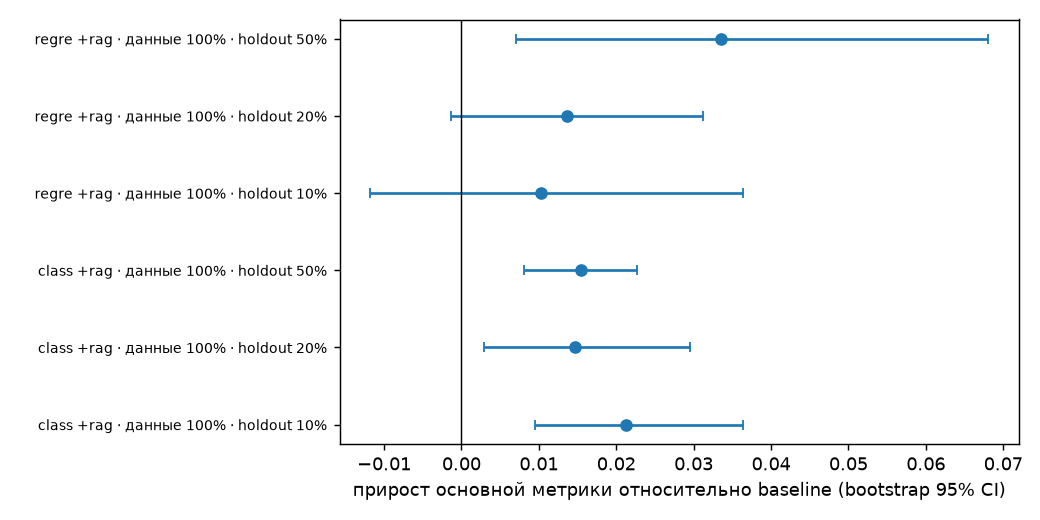 regre +rag · данные 100% · holdout 50%
regre +rag · данные 100% · holdout 20%
regre +rag · данные 100% · holdout 10%
class +rag · данные 100% · holdout 50%
class +rag · данные 100% · holdout 20%
class +rag · данные 100% · holdout 10%
−0.01 0.00 0.01 0.02 0.03 0.04 0.05 0.06 0.07
прирост основной метрики относительно baseline (bootstrap 95% CI)